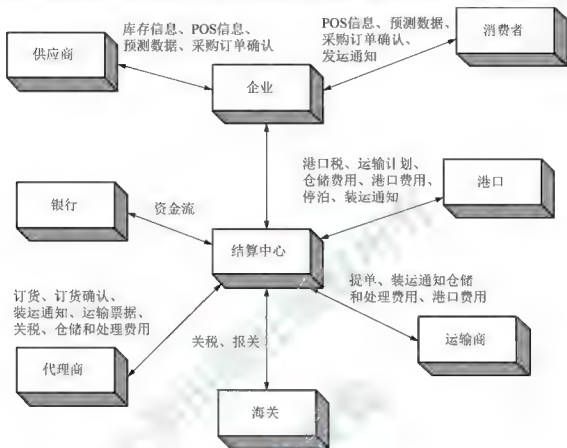 库存信息、POS信息、
预测数据、采购订单确认
POS信息、预测数据、
采购订单确认、
发运通知
消费者
供应商
企业
港口税、运输计划、
仓储费用、港口费用、
停泊、装运通知
港口
银行
资金流
结算中心
订货、订货确认、
装运通知、运输票据、
关税、仓储和处理费用
提单、装运通知仓储
和处理费用、港口费用
代理商
关税、报关
运输商
海关